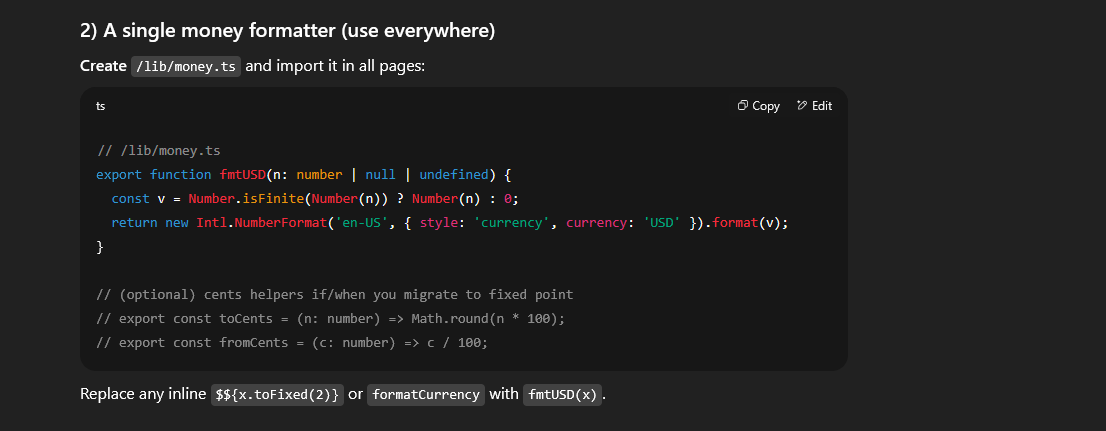 2) A single money formatter (use everywhere)
Create /lib/money.ts and import it in all pages:
ts
Copy
Edit
// /lib/money.ts
export function fmtUSD(n: number | null | undefined) {
  const v = Number.isFinite(Number(n)) ? Number(n) : 0;
  return new Intl.NumberFormat('en-US', { style: 'currency', currency: 'USD' }).format(v);
}
// (optional) cents helpers if/when you migrate to fixed point
// export const toCents = (n: number) => Math.round(n * 100);
// export const fromCents = (c: number) => c / 100;
Replace any inline $${x.toFixed(2)} or formatCurrency with fmtUSD(x).